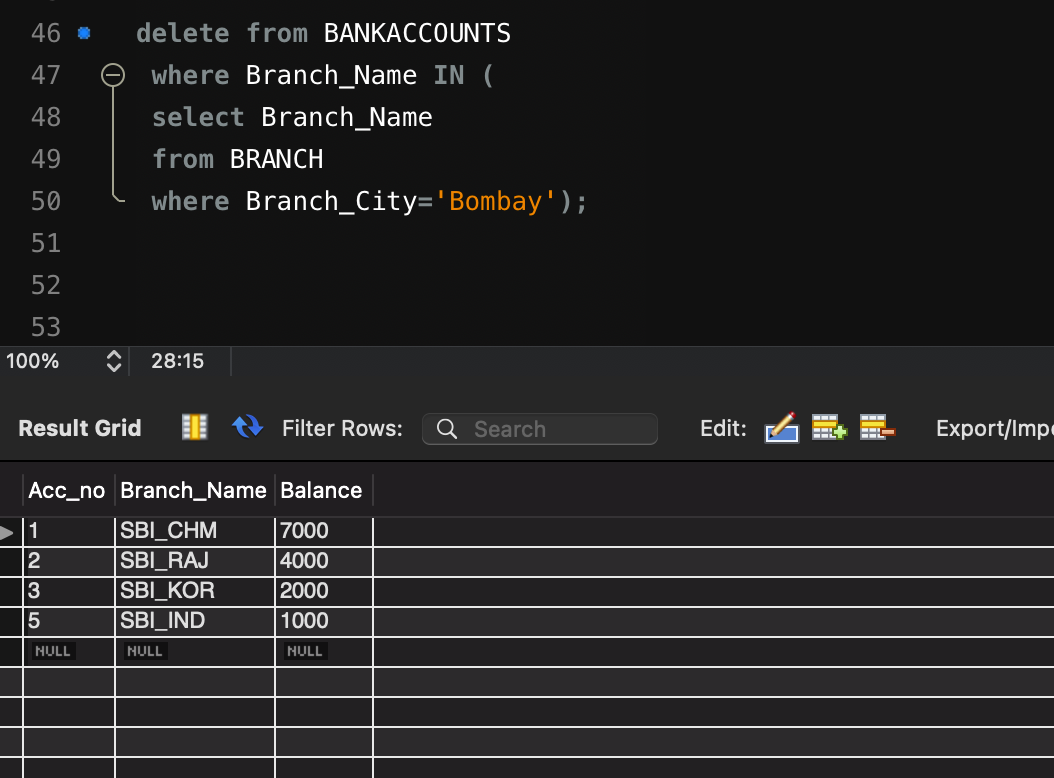 46 delete from BANKACCOUNTS
47 where Branch_Name IN (
48 select Branch_Name
49 from BRANCH
50 where Branch_City='Bombay');
51
52
53
100% 28:15
Result Grid Filter Rows: Search Edit: Export/Impo
Acc_no Branch_Name Balance
1 SBI_CHM 7000
2 SBI_RAJ 4000
3 SBI_KOR 2000
5 SBI_IND 1000
NULL NULL NULL